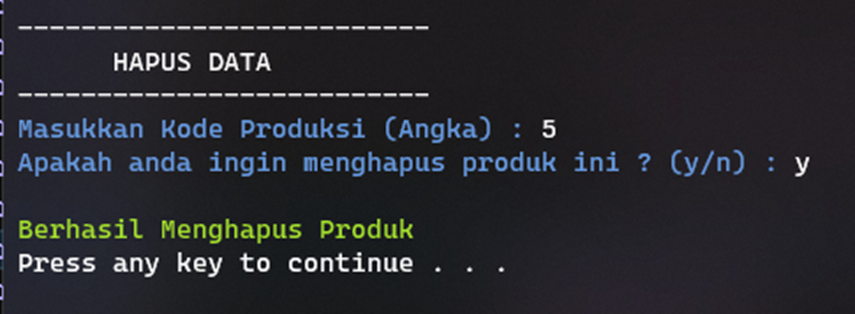 --------------------------
HAPUS DATA
--------------------------
Masukkan Kode Produksi (Angka) : 5
Apakah anda ingin menghapus produk ini ? (y/n) : y
Berhasil Menghapus Produk
Press any key to continue . . .